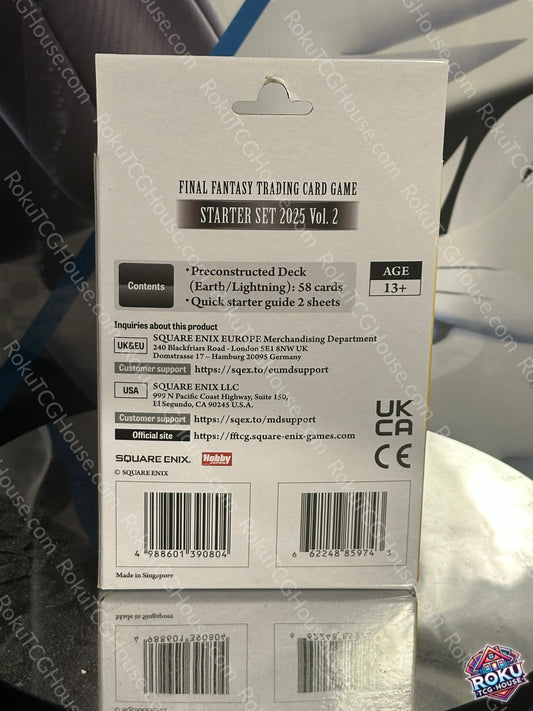 FINAL FANTASY TRADING CARD GAME
STARTER SET 2025 Vol. 2
Contents
・Preconstructed Deck
(Earth/Lightning): 58 cards
・Quick starter guide 2 sheets
AGE
13+
Inquiries about this product
UK&EU
SQUARE ENIX EUROPE Merchandising Department
240 Blackfriars Road - London SE1 8NW UK
Domstrasse 17 – Hamburg 20095 Germany
Customer support https://sqex.to/eumdsupport
USA
SQUARE ENIX LLC
999 N Pacific Coast Highway, Suite 150,
El Segundo, CA 90245 U.S.A.
Customer support https://sqex.to/mdsupport
Official site https://fftcg.square-enix-games.com
UK
CA
CE
SQUARE ENIX. Hobby JAPAN
© SQUARE ENIX
4 988601 390804
6 62248 85974 3
Made in Singapore
RokuTCGHouse.com
ROKU
TCG HOUSE